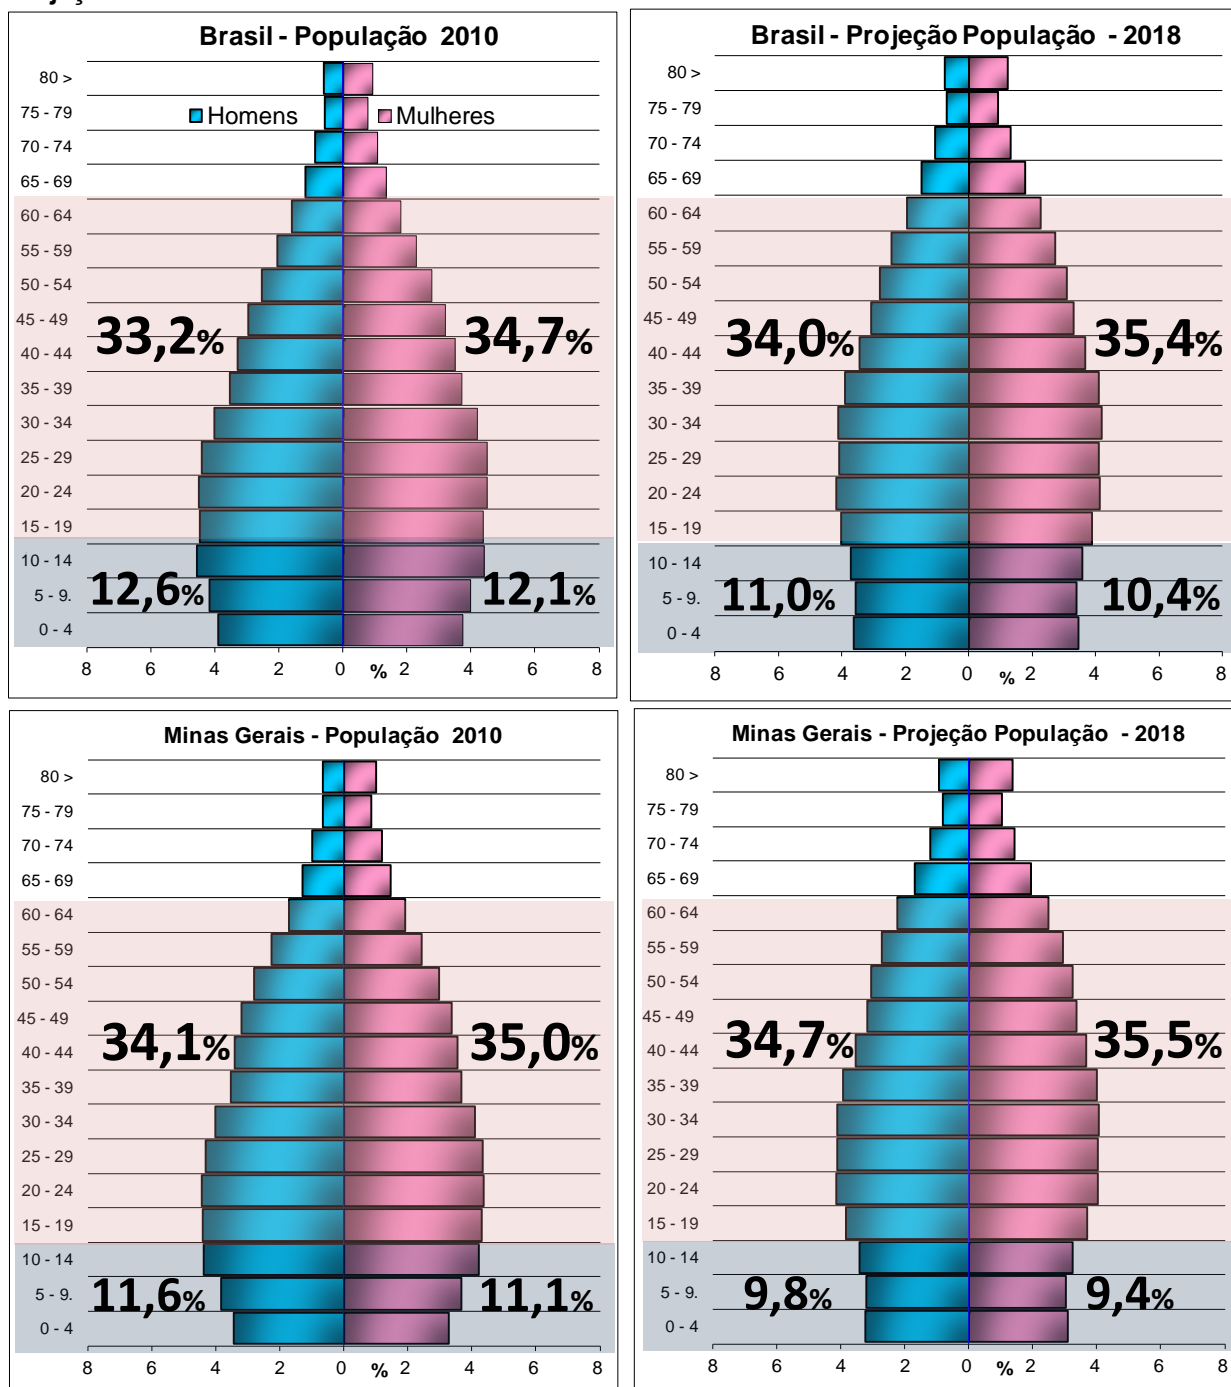 Brasil - População 2010
80 >
75 - 79
Homens
Mulheres
70 - 74
65 - 69
60 - 64
55 - 59
50 - 54
45 - 49
33,2%
34,7%
40 - 44
35 - 39
30 - 34
25 - 29
20 - 24
15 - 19
10 - 14
12,6%
12,1%
5 - 9.
0 - 4
8 6 4 2 0 % 2 4 6 8
Brasil - Projeção População - 2018
80 >
75 - 79
70 - 74
65 - 69
60 - 64
55 - 59
50 - 54
45 - 49
34,0%
35,4%
40 - 44
35 - 39
30 - 34
25 - 29
20 - 24
15 - 19
10 - 14
11,0%
10,4%
5 - 9.
0 - 4
8 6 4 2 0 % 2 4 6 8
Minas Gerais - População 2010
80 >
75 - 79
70 - 74
65 - 69
60 - 64
55 - 59
50 - 54
45 - 49
34,1%
35,0%
40 - 44
35 - 39
30 - 34
25 - 29
20 - 24
15 - 19
10 - 14
11,6%
11,1%
5 - 9.
0 - 4
8 6 4 2 0 % 2 4 6 8
Minas Gerais - Projeção População - 2018
80 >
75 - 79
70 - 74
65 - 69
60 - 64
55 - 59
50 - 54
45 - 49
34,7%
35,5%
40 - 44
35 - 39
30 - 34
25 - 29
20 - 24
15 - 19
10 - 14
9,8%
9,4%
5 - 9.
0 - 4
8 6 4 2 0 % 2 4 6 8